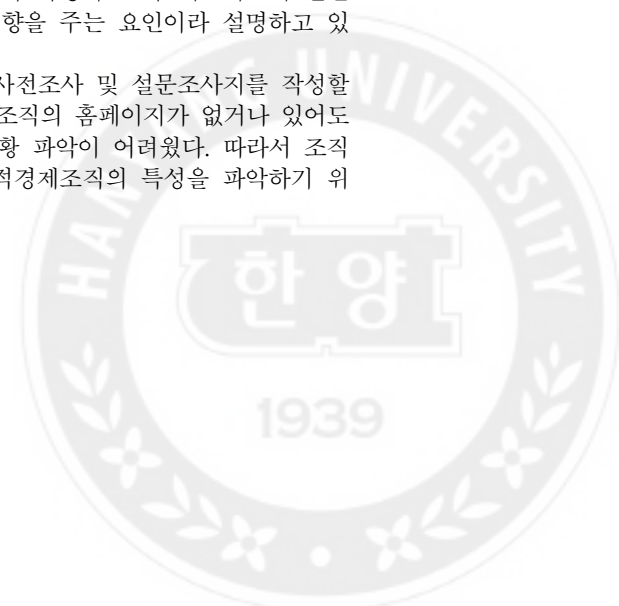 향을 주는 요인이라 설명하고 있
사전조사 및 설문조사지를 작성할
조직의 홈페이지가 없거나 있어도
황 파악이 어려웠다. 따라서 조직
적경제조직의 특성을 파악하기 위
HANYANG UNIVERSITY
한양
1939